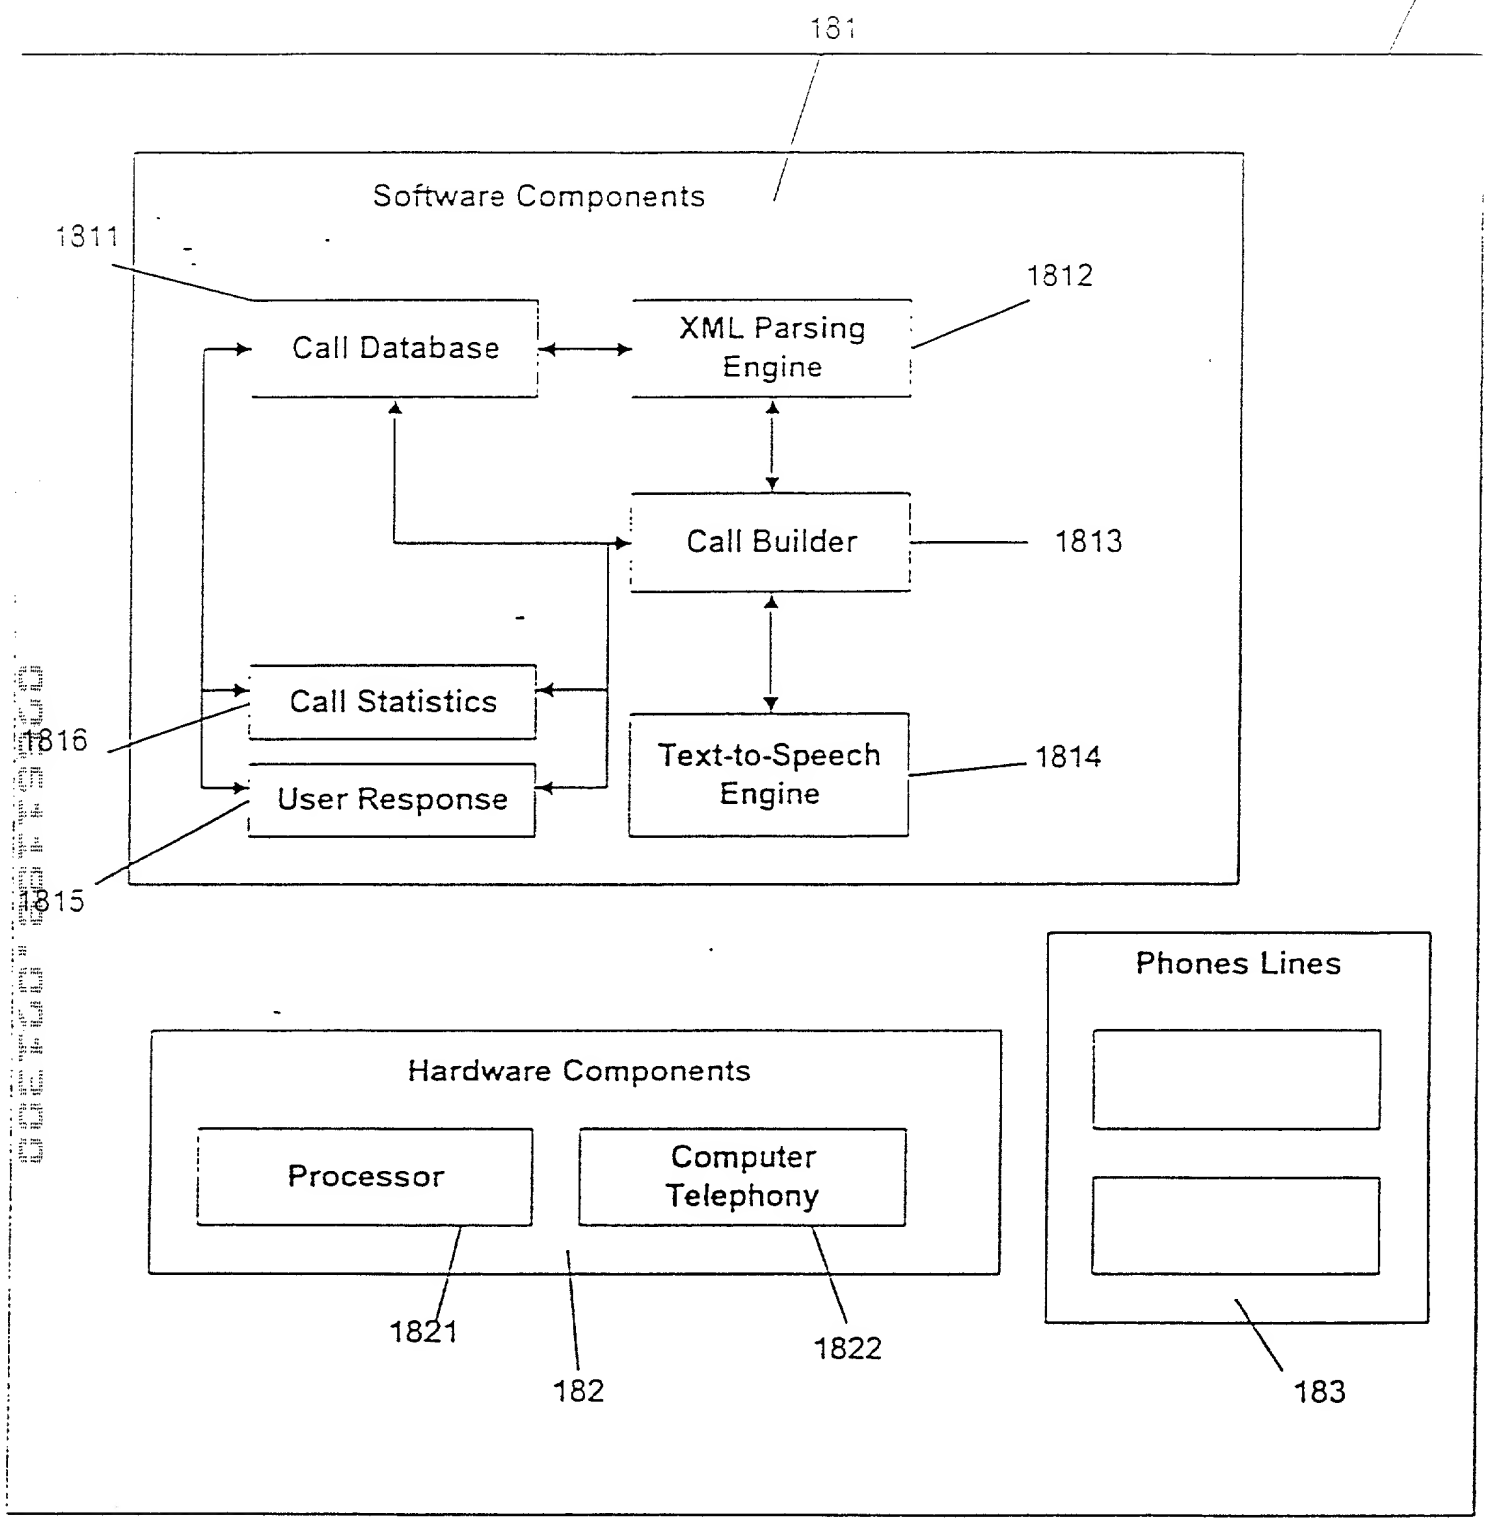 181
Software Components
1811
1812
Call Database
XML Parsing
Engine
Call Builder
1813
Call Statistics
1816
Text-to-Speech
Engine
1814
User Response
1815
Phones Lines
Hardware Components
Processor
Computer
Telephony
1821
1822
182
183